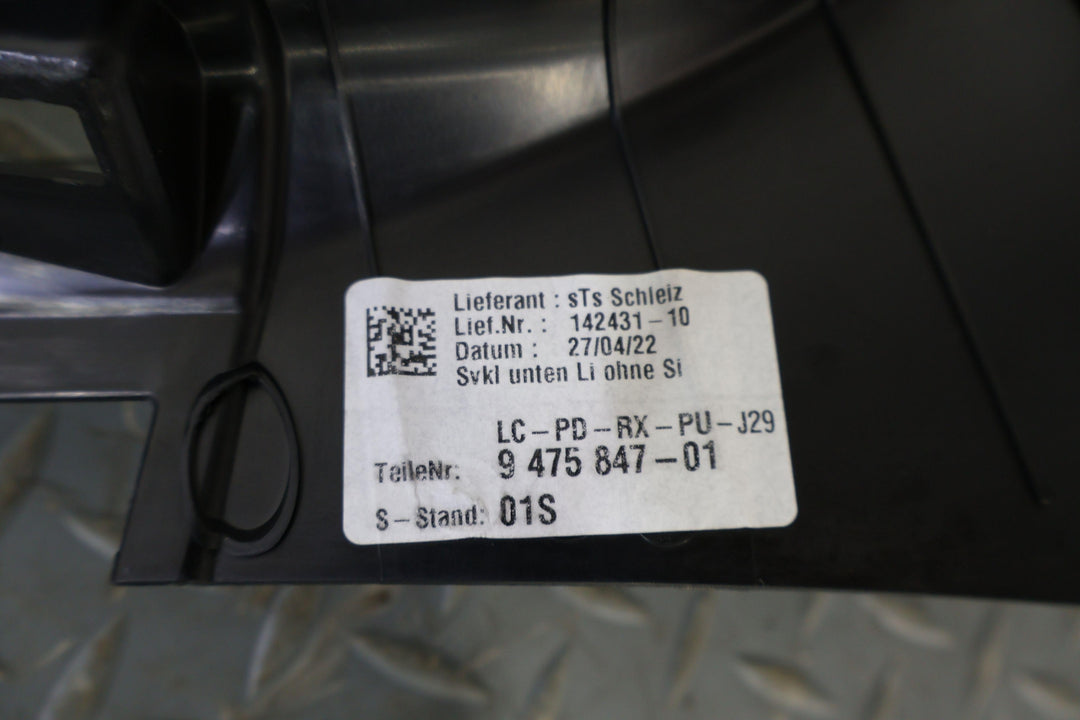 Lieferant : sTs Schleiz
Lief.Nr. : 142431-10
Datum : 27/04/22
Svkl unten Li ohne Si
LC-PD-RX-PU-J29
TeileNr: 9 475 847-01
S-Stand: 01S